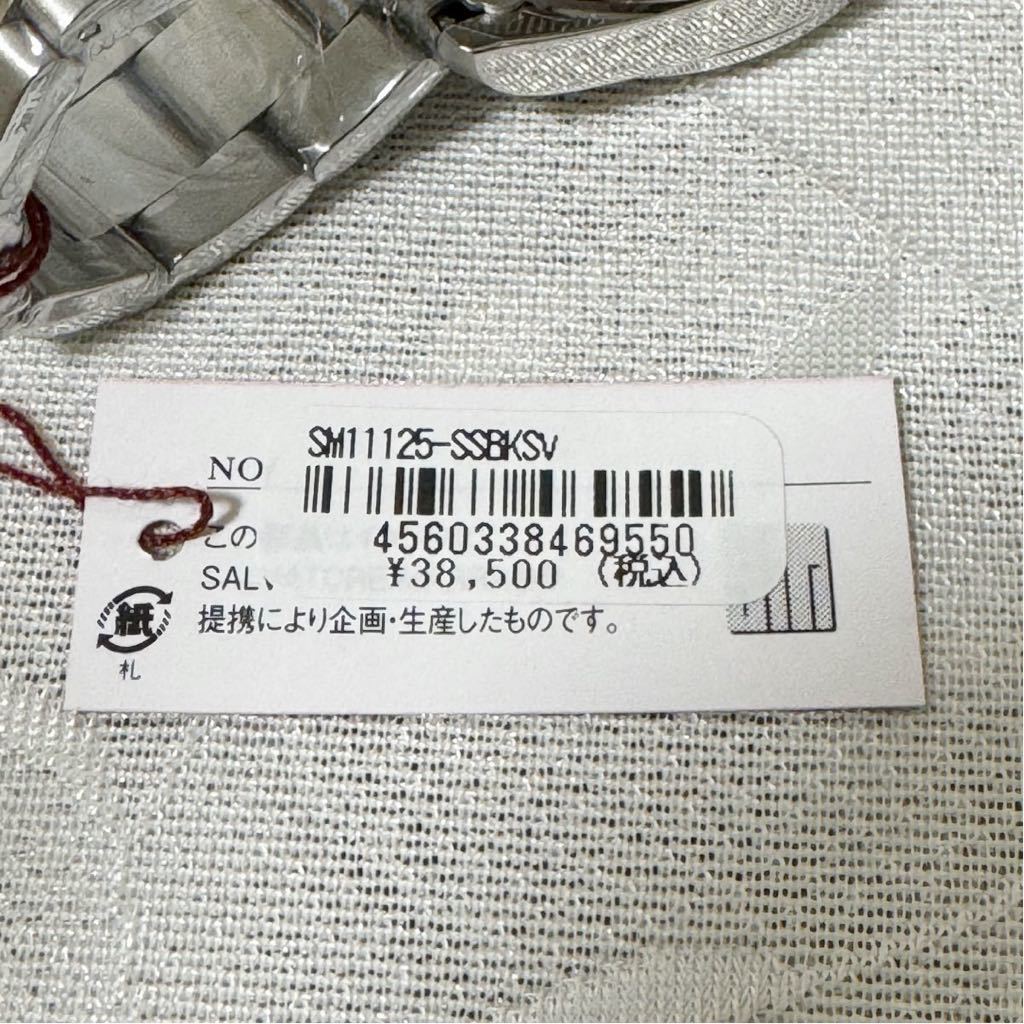 SM11125-SSBKSV
NO
この
4560338469550
SAL、
¥38,500 (税込)
提携により企画・生産したものです。
紙
札